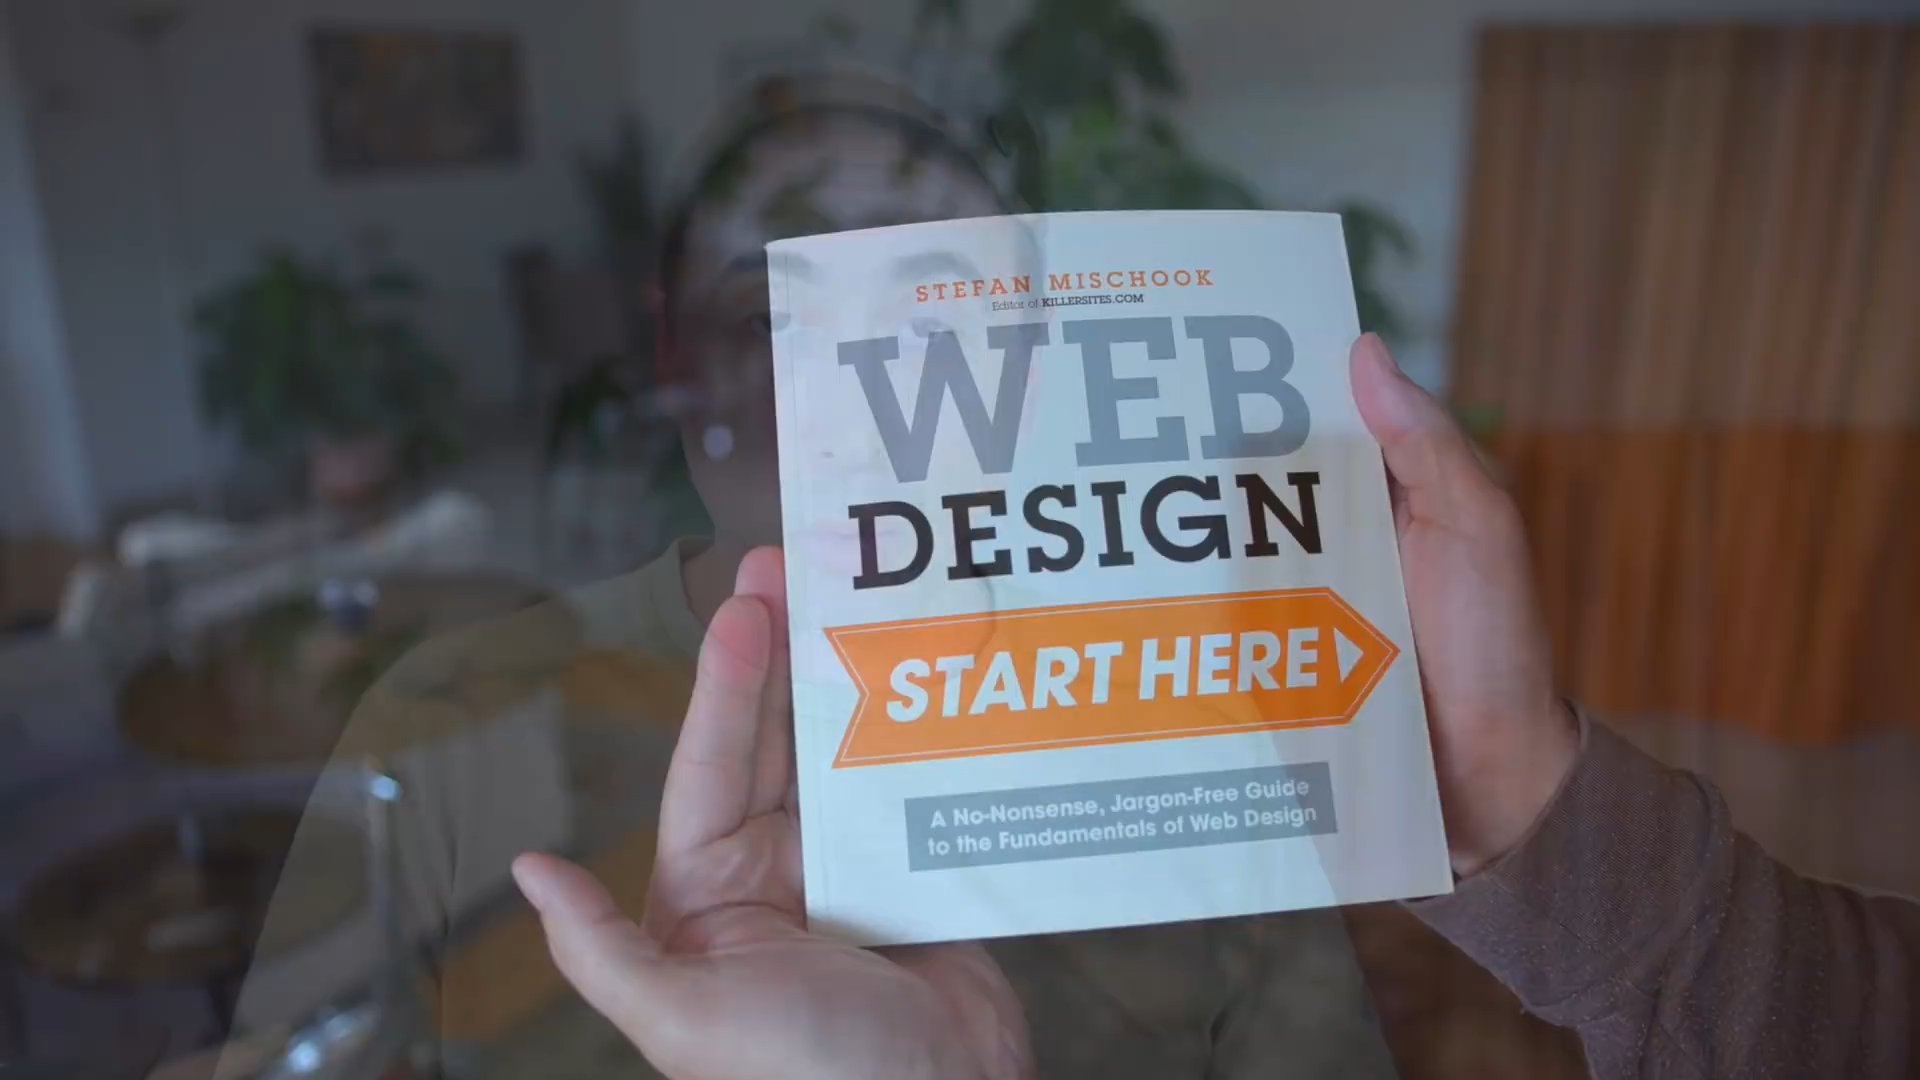 STEFAN MISCHOOK
Editor of KILLERSITES.COM
WEB
DESIGN
START HERE
A No-Nonsense, Jargon-Free Guide
to the Fundamentals of Web Design